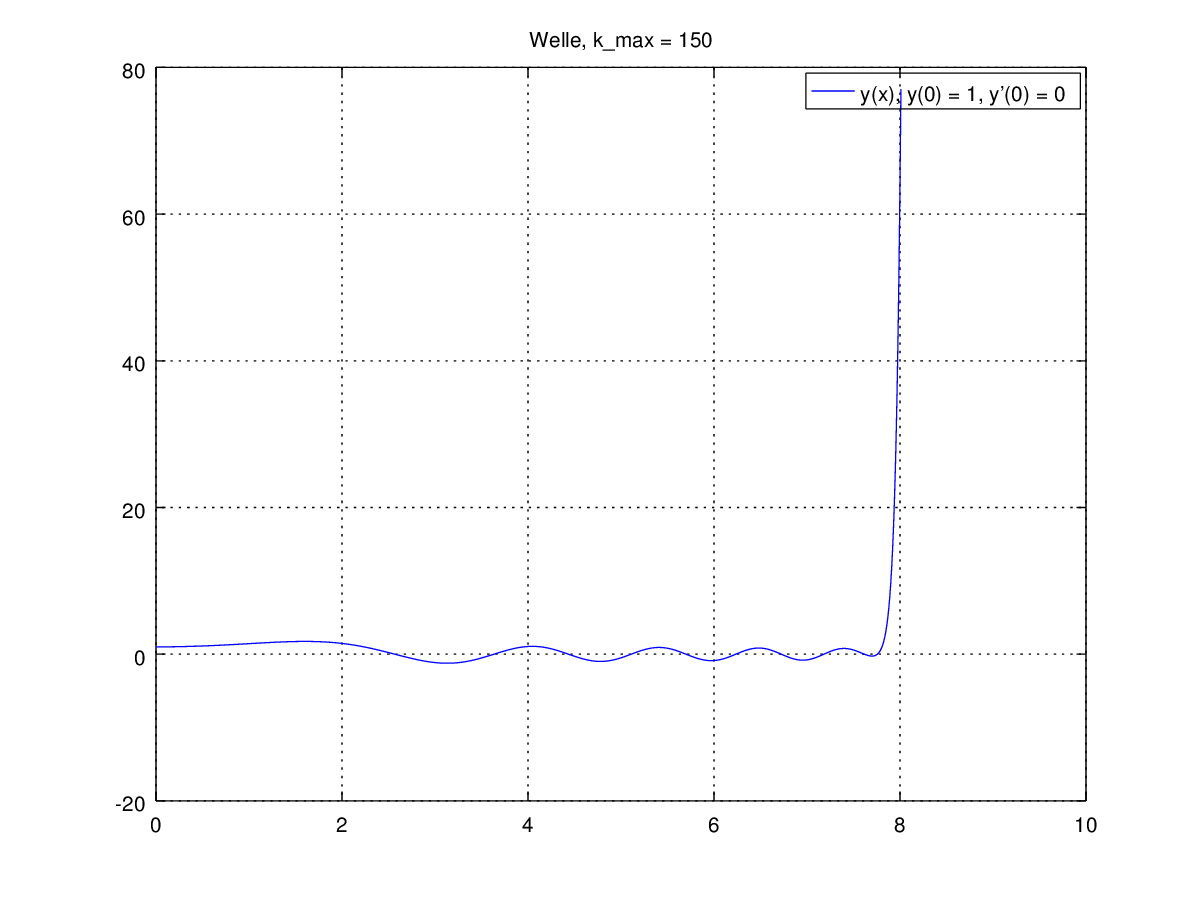 Welle, k_max = 150
y(x), y(0) = 1, y'(0) = 0
80
60
40
20
0
-20
0 2 4 6 8 10